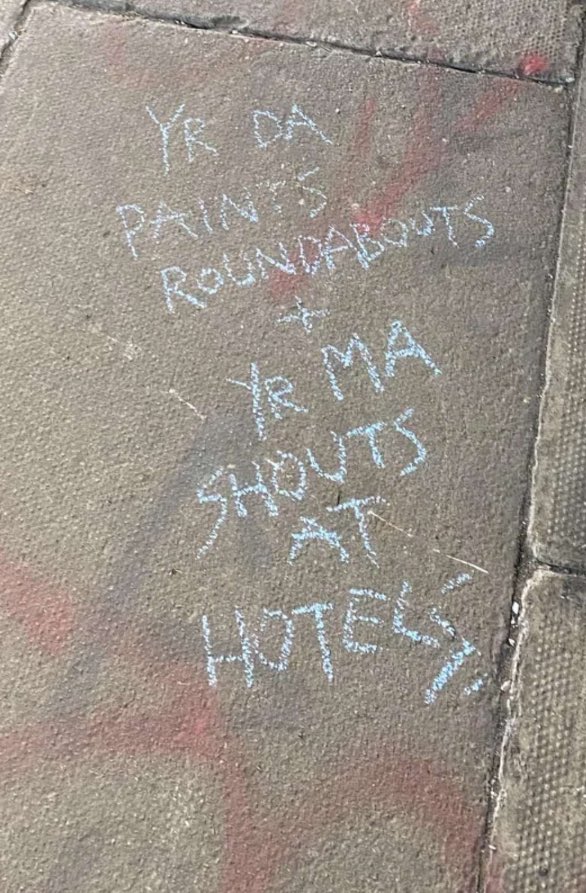 YR DA
PAINTS
ROUNDABOUTS
+
YR MA
SHOUTS
AT
HOTELS